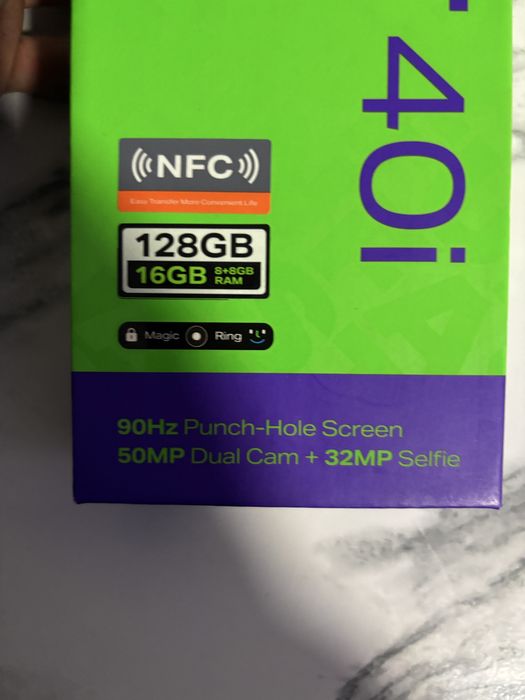 40i
NFC
Easy Transfer More Convenient Life
128GB
16GB 8+8GB RAM
Magic Ring
90Hz Punch-Hole Screen
50MP Dual Cam + 32MP Selfie